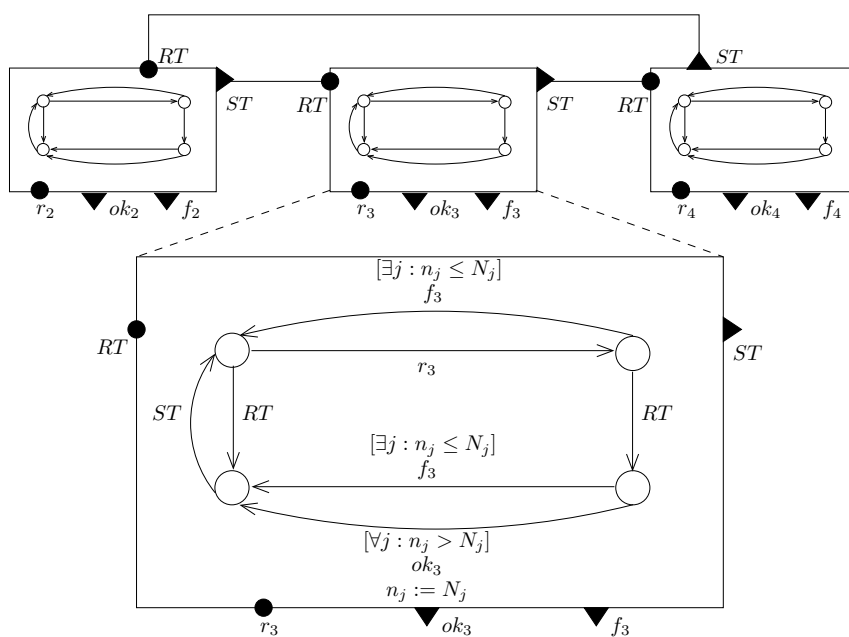 RT
ST
ST
RT
ST
RT
r₂
ok₂
f₂
r₃
ok₃
f₃
r₄
ok₄
f₄
[∃j : nⱼ ≤ Nⱼ]
f₃
RT
ST
r₃
ST
RT
RT
[∃j : nⱼ ≤ Nⱼ]
f₃
[∀j : nⱼ > Nⱼ]
ok₃
nⱼ := Nⱼ
r₃
ok₃
f₃